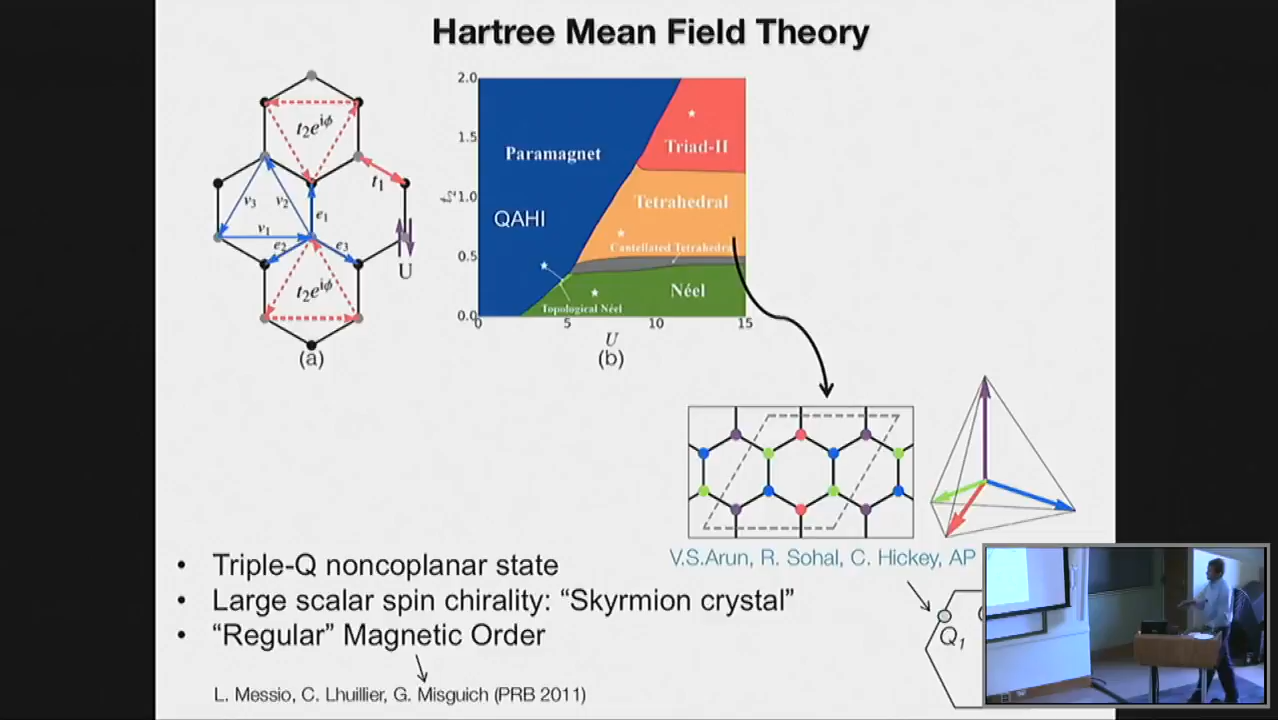 Hartree Mean Field Theory
t₂e^{iϕ}
t₁
v₃
v₂
e₁
v₁
e₂
e₃
U
t₂e^{iϕ}
(a)
2.0
1.5
1.0
0.5
0.0
t₂
Paramagnet
QAHI
Triad-II
Tetrahedral
Cantellated Tetrahedral
Néel
Topological Néel
0
5
10
15
U
(b)
V.S.Arun, R. Sohal, C. Hickey, AP
• Triple-Q noncoplanar state
• Large scalar spin chirality: “Skyrmion crystal”
• “Regular” Magnetic Order
L. Messio, C. Lhuillier, G. Misguich (PRB 2011)
Q₁